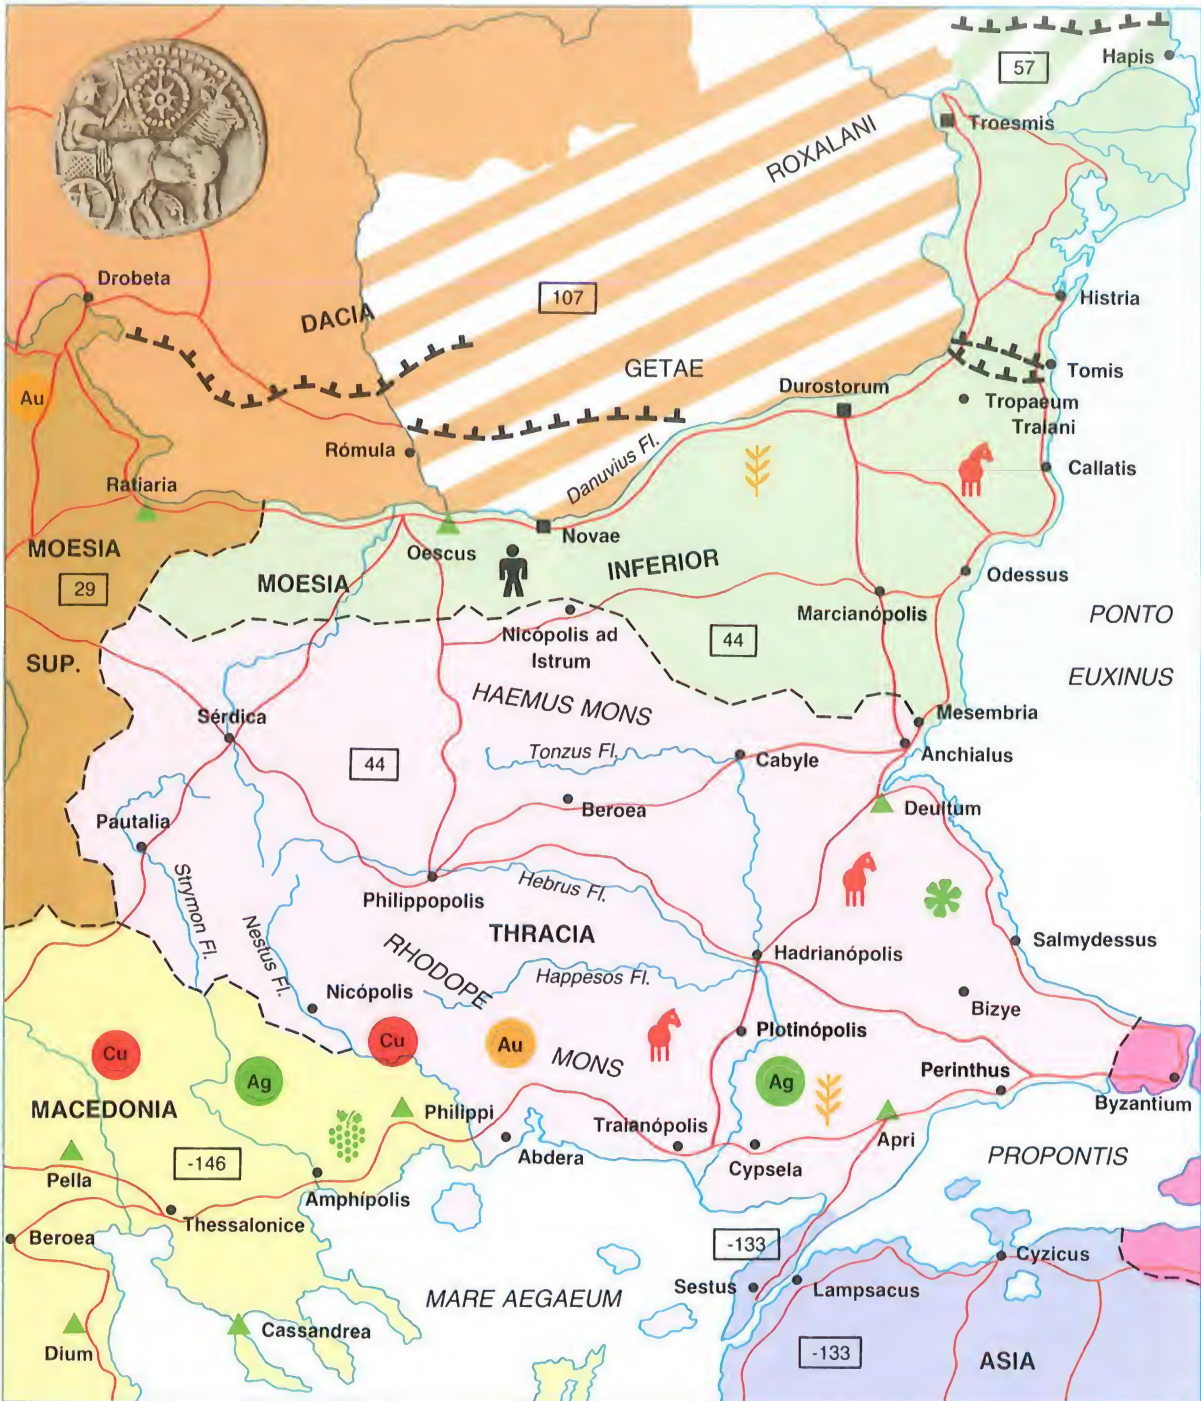 Hapis
57
Troesmis
ROXALANI
Drobeta
DACIA
107
Histria
GETAE
Tomis
Durostorum
Au
Tropaeum
Traiani
Rómula
Danuvius Fl.
Callatis
Ratiaria
MOESIA
Oescus
Novae
INFERIOR
MOESIA
29
Odessus
Marcianópolis
PONTO
Nicópolis ad
Istrum
44
SUP.
EUXINUS
HAEMUS MONS
Sérdica
Mesembria
44
Tonzus Fl.
Cabyle
Anchialus
Beroea
Deultum
Pautalia
Strymon Fl.
Philippopolis
Hebrus Fl.
Nestus Fl.
THRACIA
Salmydessus
RHODOPE
Hadrianópolis
Happesos Fl.
Nicópolis
Bizye
Plotinópolis
Cu
Cu
Au
MONS
Perinthus
Ag
Ag
Byzantium
MACEDONIA
Philippi
Traianópolis
Apri
-146
Abdera
Cypsela
PROPONTIS
Pella
Amphípolis
Thessalonice
Beroea
-133
Cyzicus
Sestus
Lampsacus
MARE AEGAEUM
Cassandrea
Dium
-133
ASIA